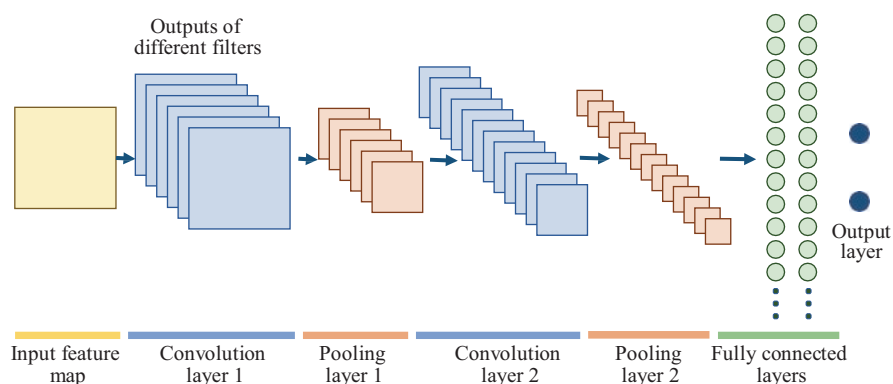 Outputs of
different filters
Output
layer
Input feature
map
Convolution
layer 1
Pooling
layer 1
Convolution
layer 2
Pooling
layer 2
Fully connected
layers